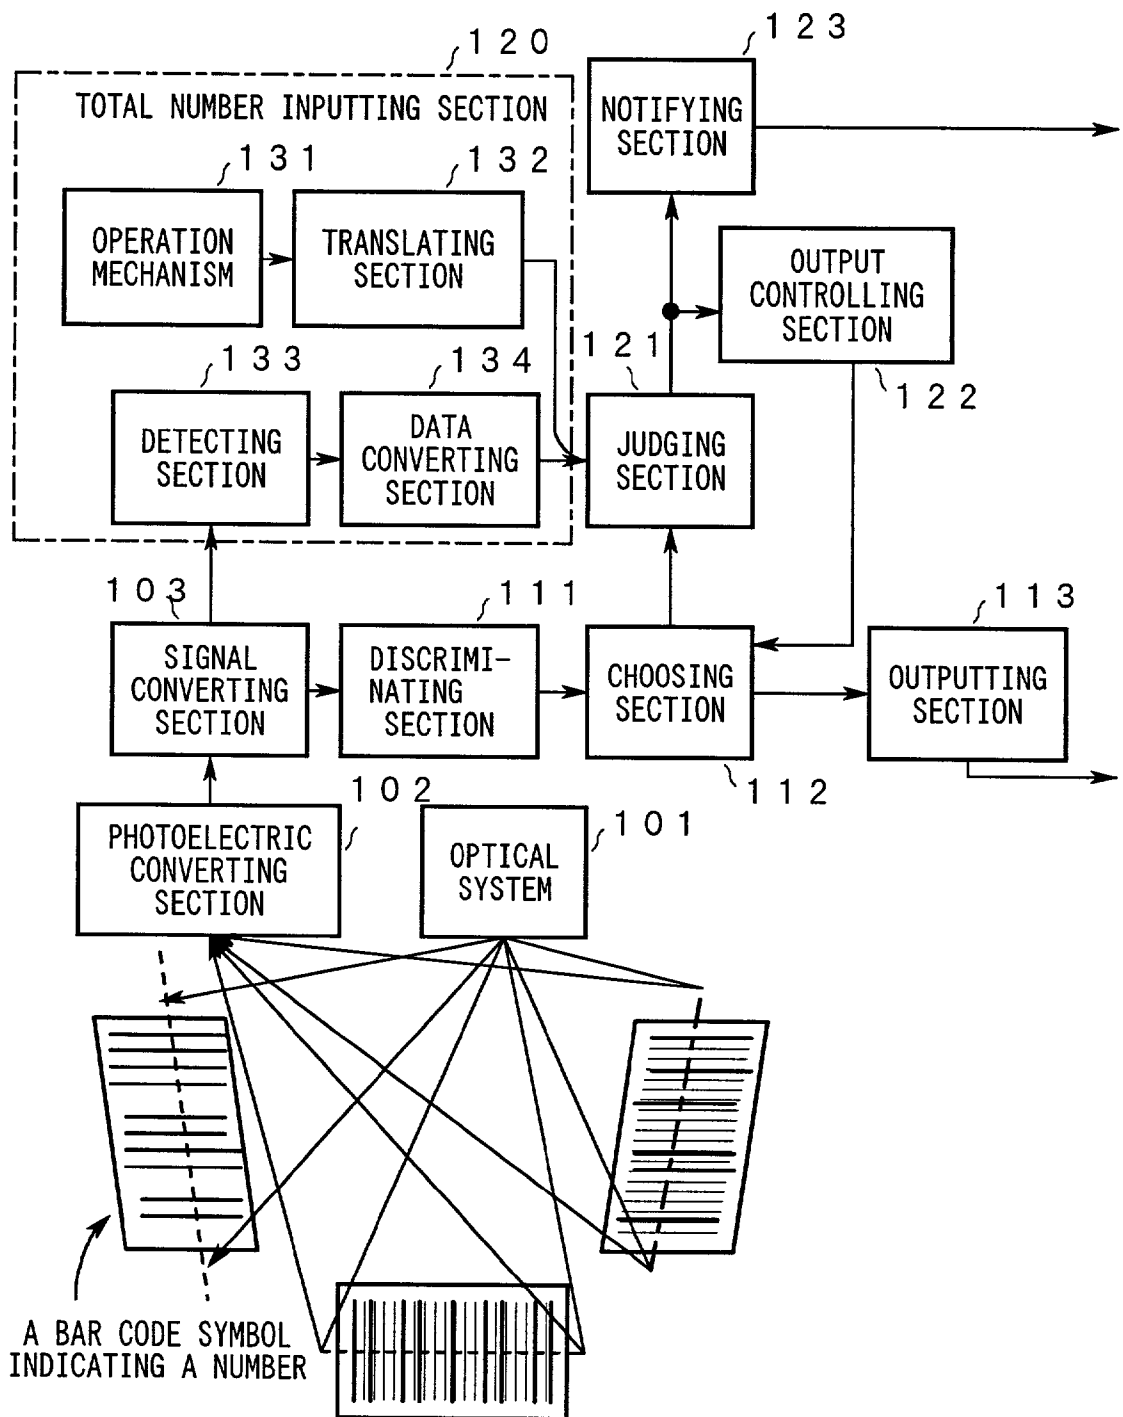 123
120
TOTAL NUMBER INPUTTING SECTION
NOTIFYING
SECTION
131
132
OPERATION
MECHANISM
TRANSLATING
SECTION
OUTPUT
CONTROLLING
SECTION
133
134
121
122
DETECTING
SECTION
DATA
CONVERTING
SECTION
JUDGING
SECTION
103
111
113
SIGNAL
CONVERTING
SECTION
DISCRIMI-
NATING
SECTION
CHOOSING
SECTION
OUTPUTTING
SECTION
102
112
101
PHOTOELECTRIC
CONVERTING
SECTION
OPTICAL
SYSTEM
A BAR CODE SYMBOL
INDICATING A NUMBER